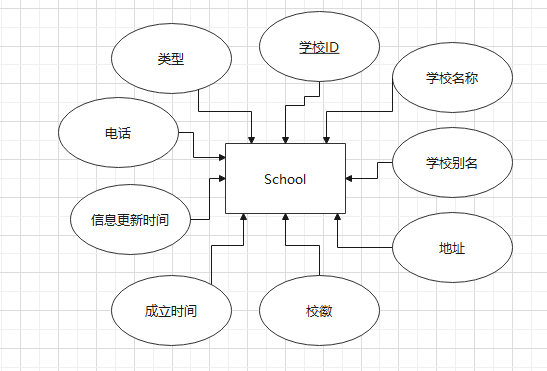 学校ID
类型
学校名称
电话
School
学校别名
信息更新时间
地址
成立时间
校徽